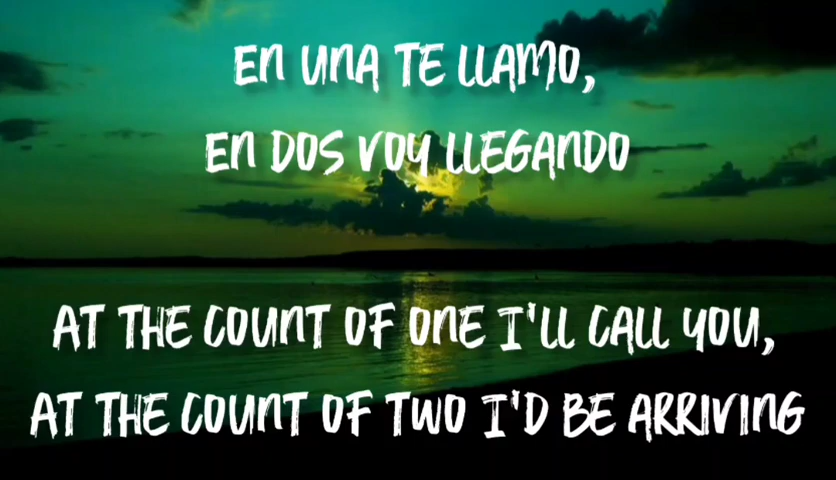 EN UNA TE LLAMO,
EN DOS VOY LLEGANDO
AT THE COUNT OF ONE I'LL CALL YOU,
AT THE COUNT OF TWO I'D BE ARRIVING